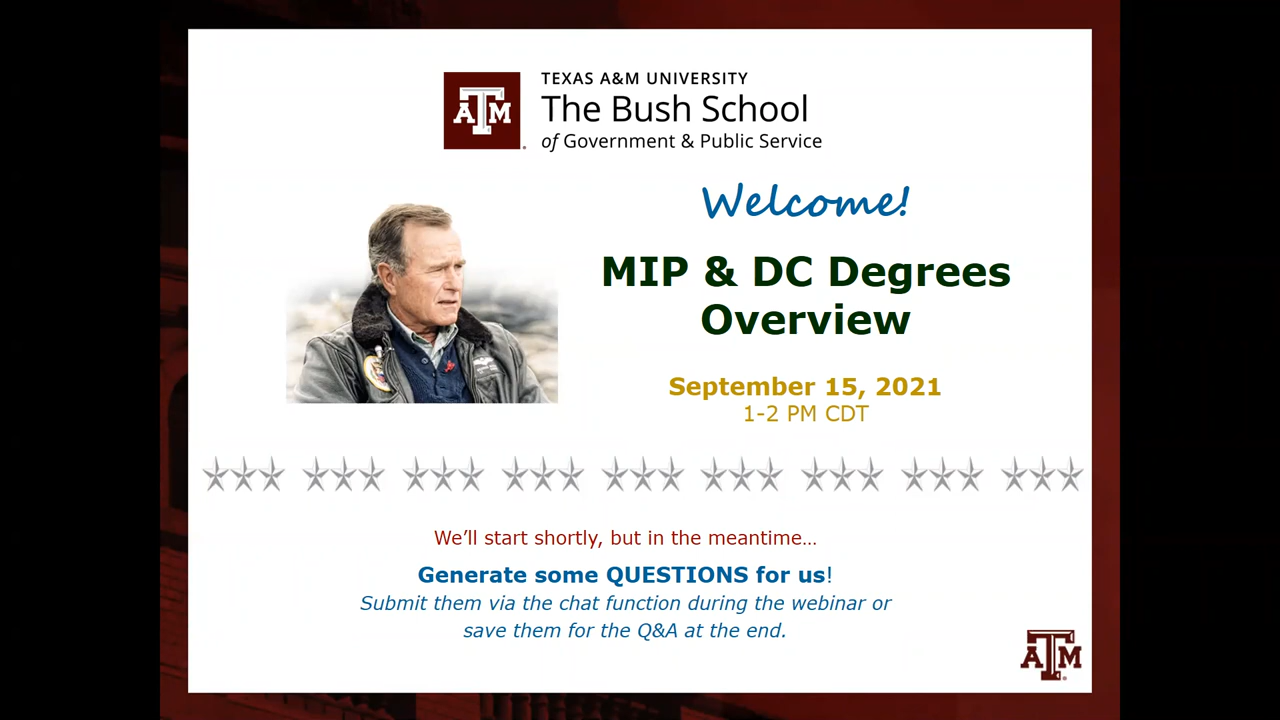 TEXAS A&M UNIVERSITY
The Bush School
of Government & Public Service
ATM
Welcome!
MIP & DC Degrees
Overview
September 15, 2021
1-2 PM CDT
We’ll start shortly, but in the meantime…
Generate some QUESTIONS for us!
Submit them via the chat function during the webinar or
save them for the Q&A at the end.
ATM